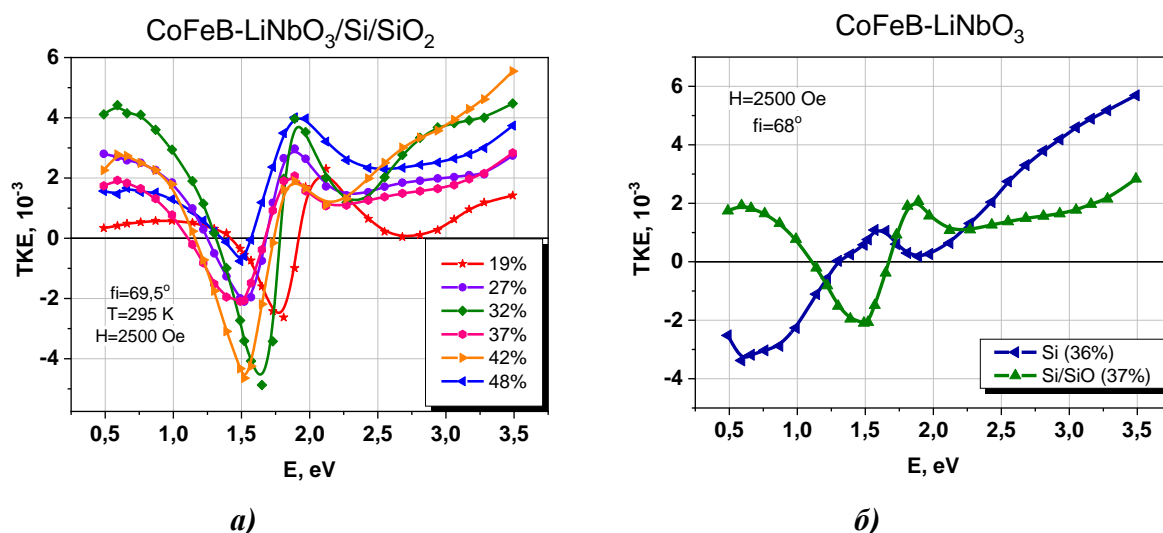 CoFeB-LiNbO3/Si/SiO2
6
4
2
0
-2
-4
TKE, 10-3
fi=69,5o
T=295 K
H=2500 Oe
19%
27%
32%
37%
42%
48%
0,5 1,0 1,5 2,0 2,5 3,0 3,5
E, eV
а)
CoFeB-LiNbO3
6
4
2
0
-2
-4
TKE, 10-3
H=2500 Oe
fi=68o
Si (36%)
Si/SiO (37%)
0,5 1,0 1,5 2,0 2,5 3,0 3,5
E, eV
б)